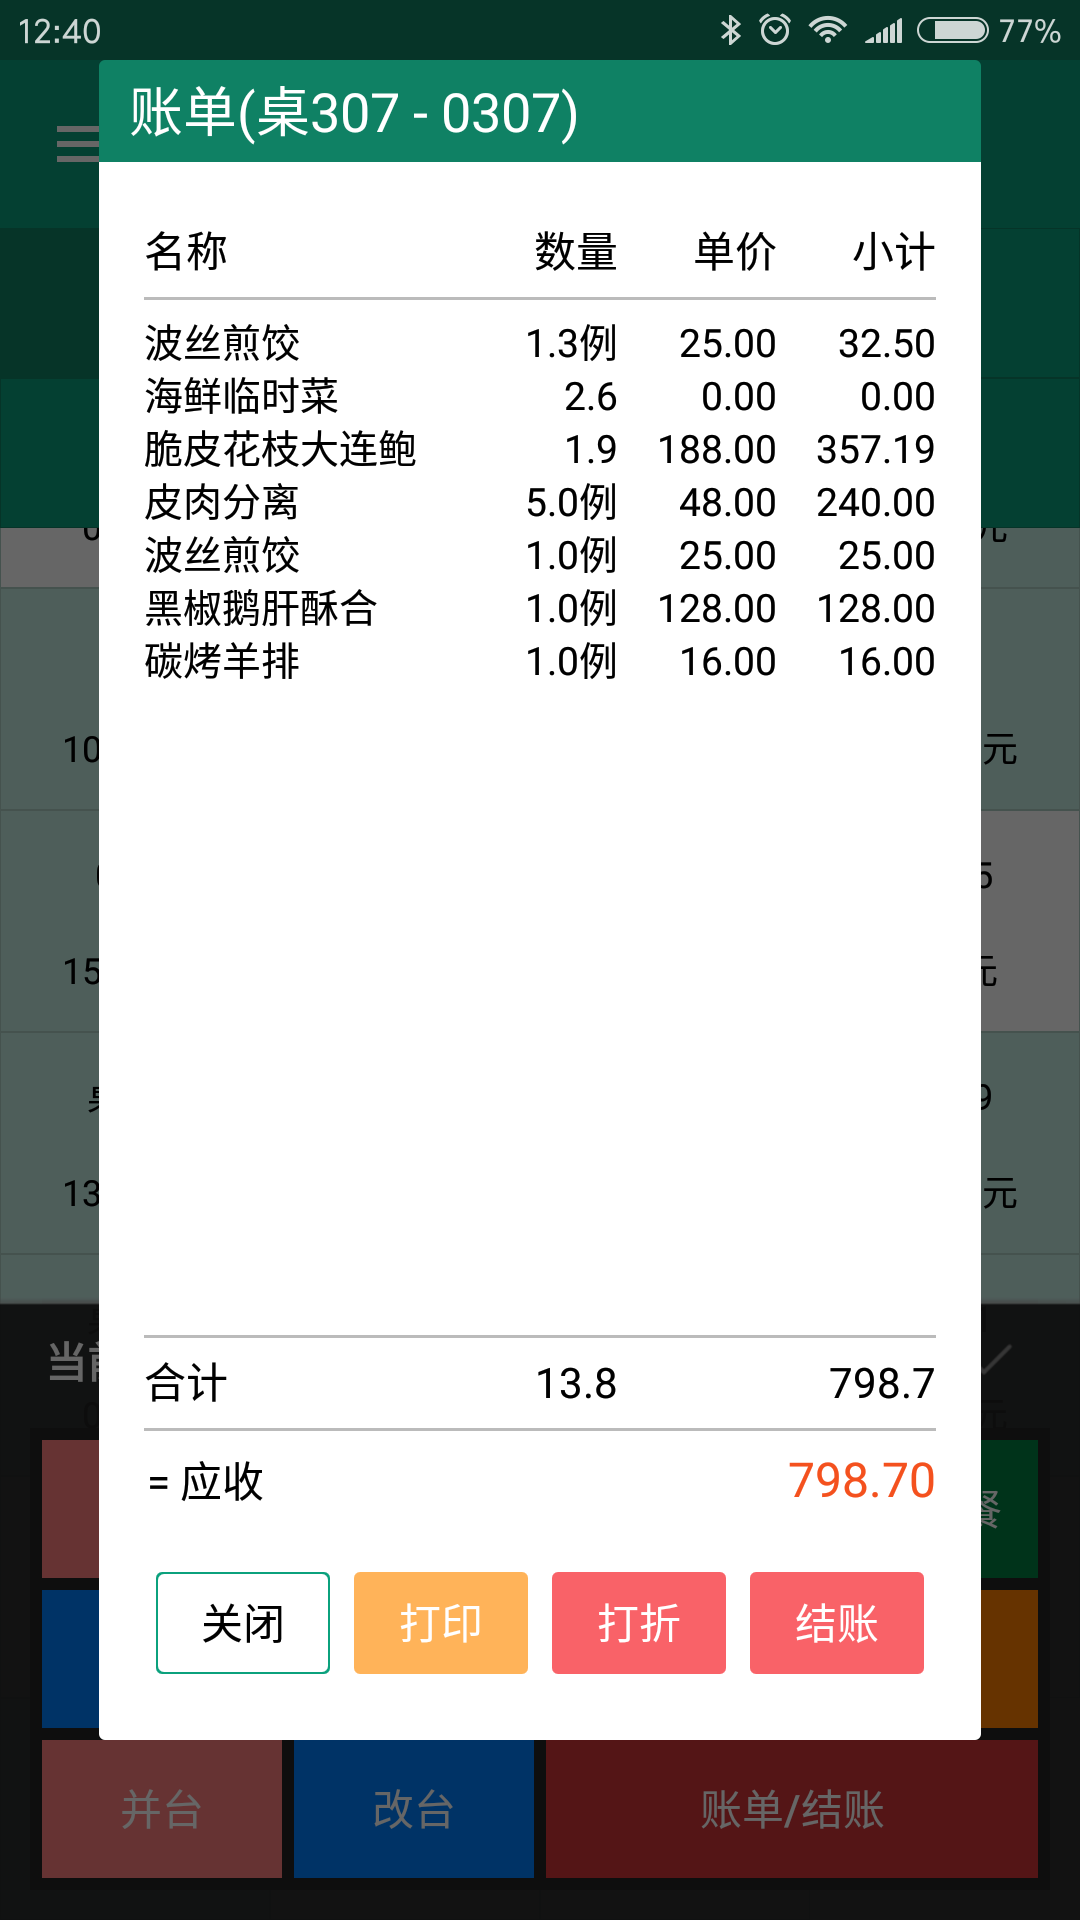 12:40 77%
账单(桌307 - 0307)
名称 数量 单价 小计
波丝煎饺 1.3例 25.00 32.50
海鲜临时菜 2.6 0.00 0.00
脆皮花枝大连鲍 1.9 188.00 357.19
皮肉分离 5.0例 48.00 240.00
波丝煎饺 1.0例 25.00 25.00
黑椒鹅肝酥合 1.0例 128.00 128.00
碳烤羊排 1.0例 16.00 16.00
10 元
15 元
13 元
合计 13.8 798.7
= 应收 798.70
关闭 打印 打折 结账
并台 改台 账单/结账